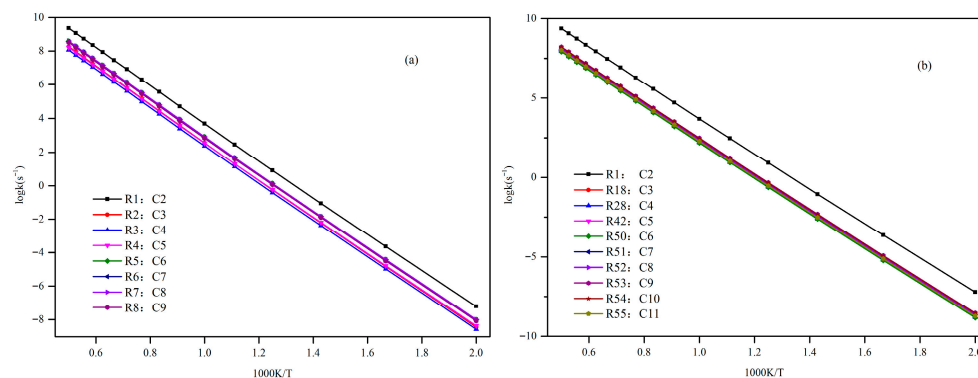 (a)
10
8
6
4
2
0
−2
−4
−6
−8
logk(s⁻¹)
R1： C2
R2： C3
R3： C4
R4： C5
R5： C6
R6： C7
R7： C8
R8： C9
0.6 0.8 1.0 1.2 1.4 1.6 1.8 2.0
1000K/T
(b)
10
5
0
−5
−10
logk(s⁻¹)
R1： C2
R18： C3
R28： C4
R42： C5
R50： C6
R51： C7
R52： C8
R53： C9
R54： C10
R55： C11
0.6 0.8 1.0 1.2 1.4 1.6 1.8 2.0
1000K/T